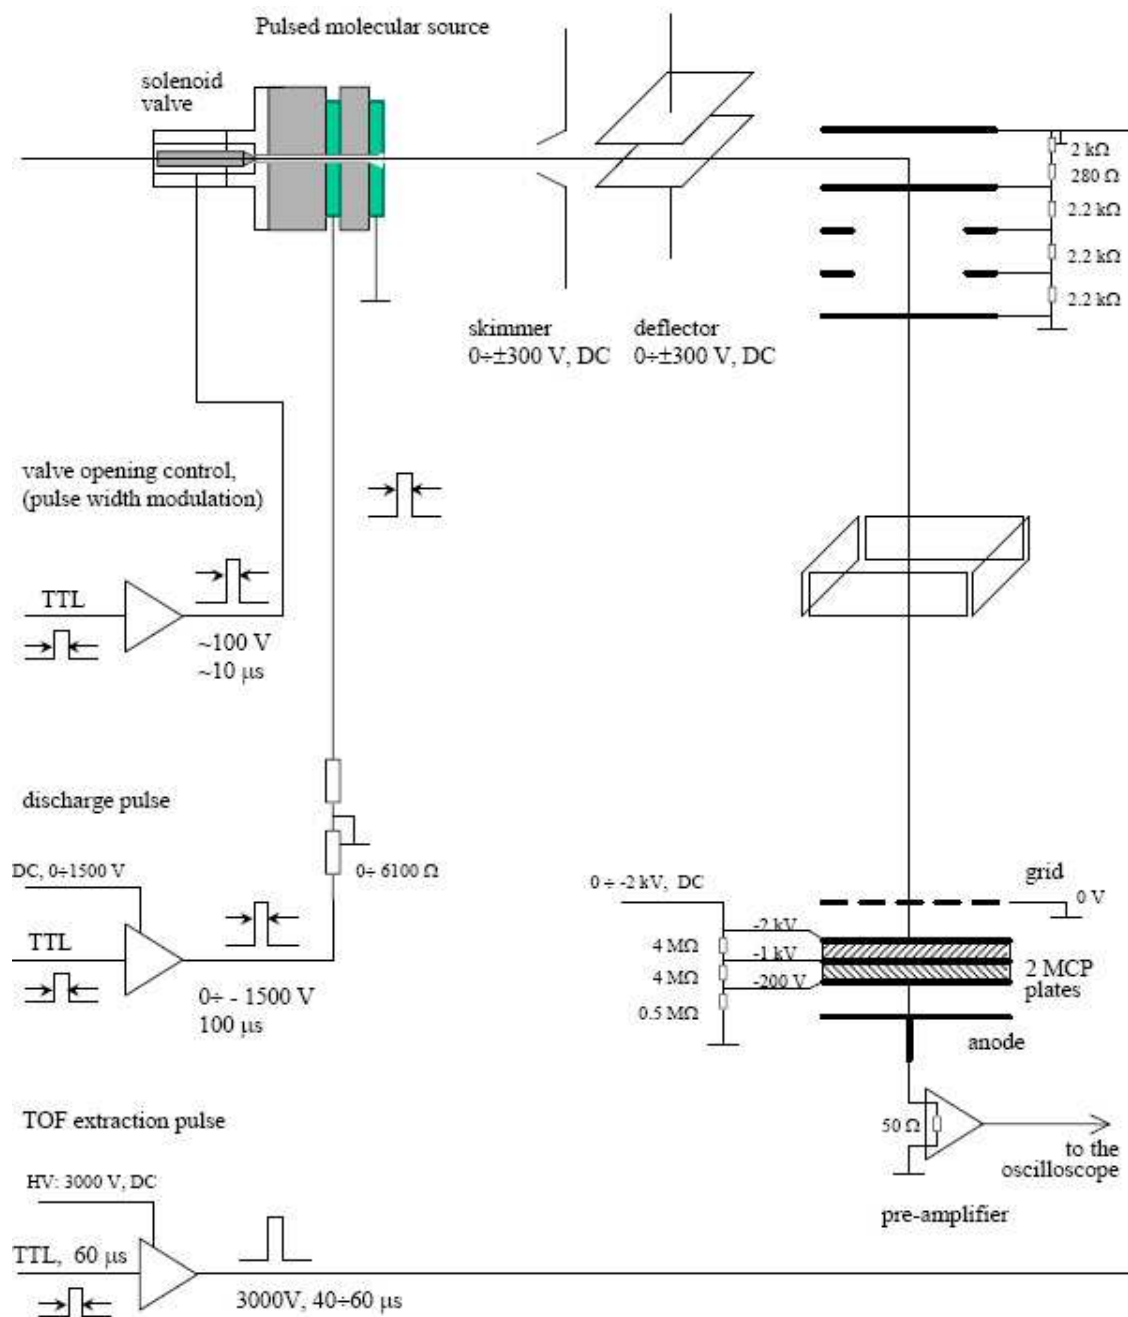 Pulsed molecular source
solenoid
valve
2 kΩ
280 Ω
2.2 kΩ
2.2 kΩ
2.2 kΩ
skimmer
0÷±300 V, DC
deflector
0÷±300 V, DC
valve opening control,
(pulse width modulation)
TTL
~100 V
~10 μs
discharge pulse
DC, 0÷1500 V
0÷ 6100 Ω
TTL
0÷ - 1500 V
100 μs
0 ÷ -2 kV, DC
grid
0 V
-2 kV
4 MΩ
-1 kV
4 MΩ
-200 V
0.5 MΩ
2 MCP
plates
anode
50 Ω
to the
oscilloscope
pre-amplifier
TOF extraction pulse
HV: 3000 V, DC
TTL, 60 μs
3000V, 40÷60 μs